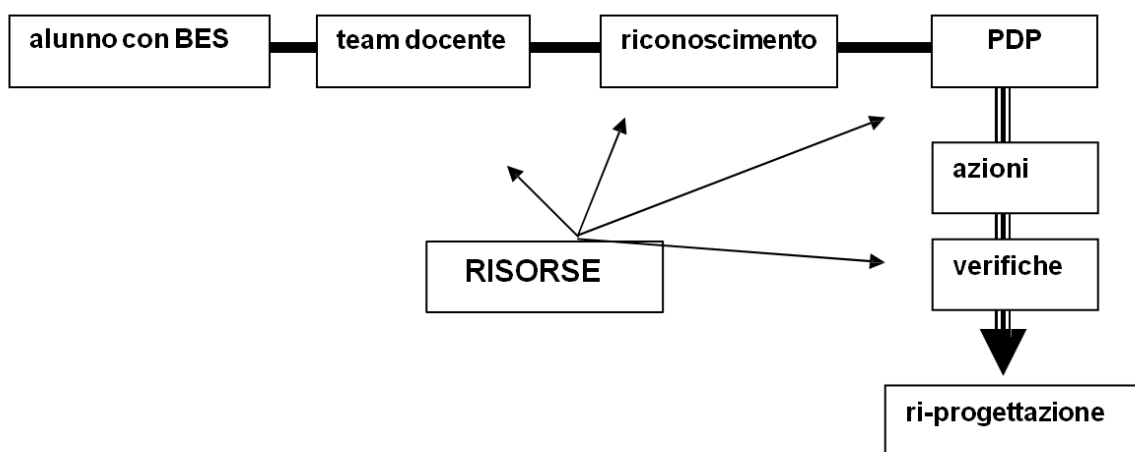 alunno con BES
team docente
riconoscimento
PDP
azioni
RISORSE
verifiche
ri-progettazione